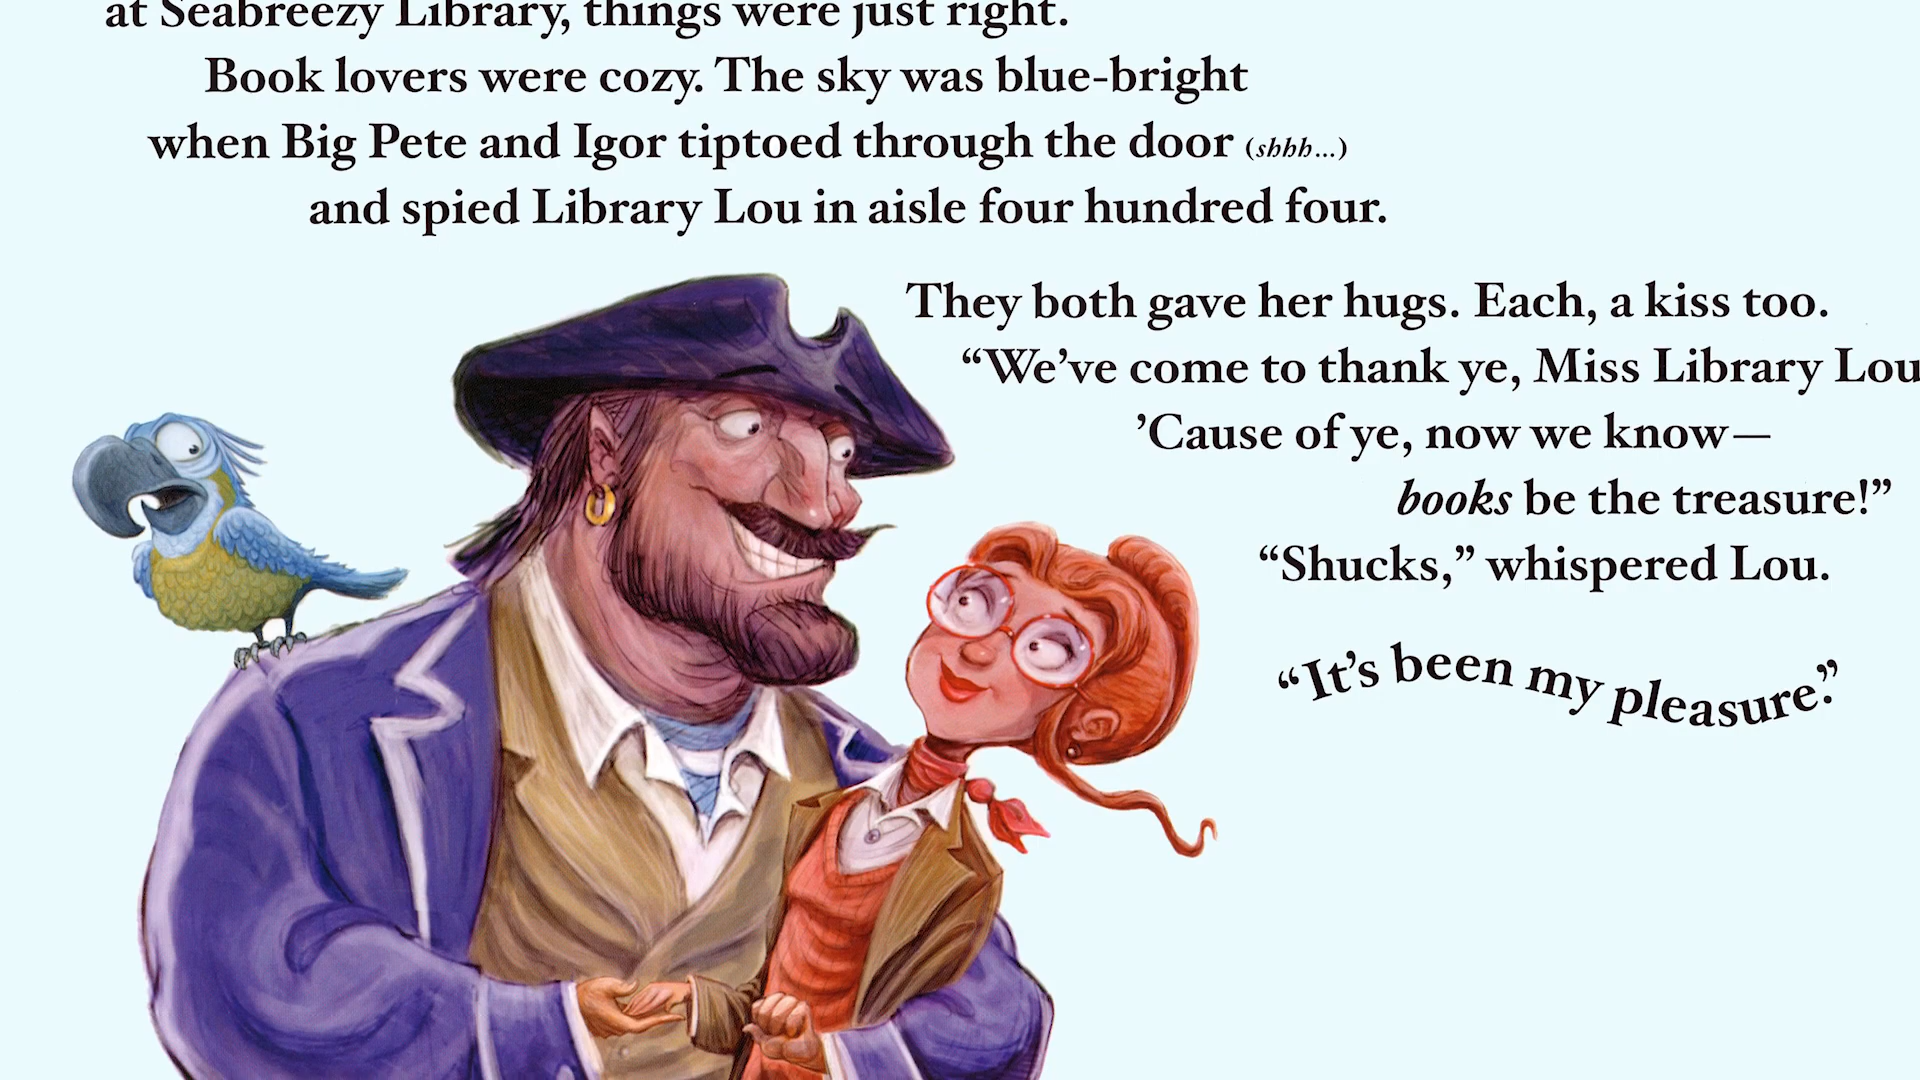 at Seabreezy Library, things were just right.
Book lovers were cozy. The sky was blue-bright
when Big Pete and Igor tiptoed through the door (shhh...)
and spied Library Lou in aisle four hundred four.
They both gave her hugs. Each, a kiss too.
“We’ve come to thank ye, Miss Library Lou
’Cause of ye, now we know—
books be the treasure!”
“Shucks,” whispered Lou.
“It’s been my pleasure.”